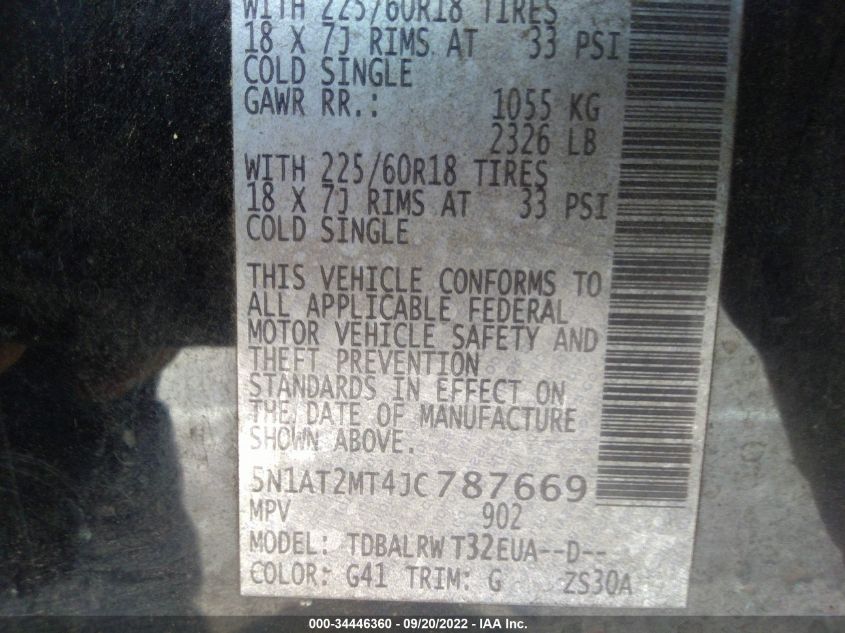 WITH 225/60R18 TIRES
18 X 7J RIMS AT 33 PSI
COLD SINGLE
GAWR RR.: 1055 KG
2326 LB
WITH 225/60R18 TIRES
18 X 7J RIMS AT 33 PSI
COLD SINGLE
THIS VEHICLE CONFORMS TO
ALL APPLICABLE FEDERAL
MOTOR VEHICLE SAFETY AND
THEFT PREVENTION
STANDARDS IN EFFECT ON
THE DATE OF MANUFACTURE
SHOWN ABOVE.
5N1AT2MT4JC787669
MPV 902
MODEL: TDBALRW T32EUA--D--
COLOR: G41 TRIM: G ZS30A
000-34446360 - 09/20/2022 - IAA Inc.